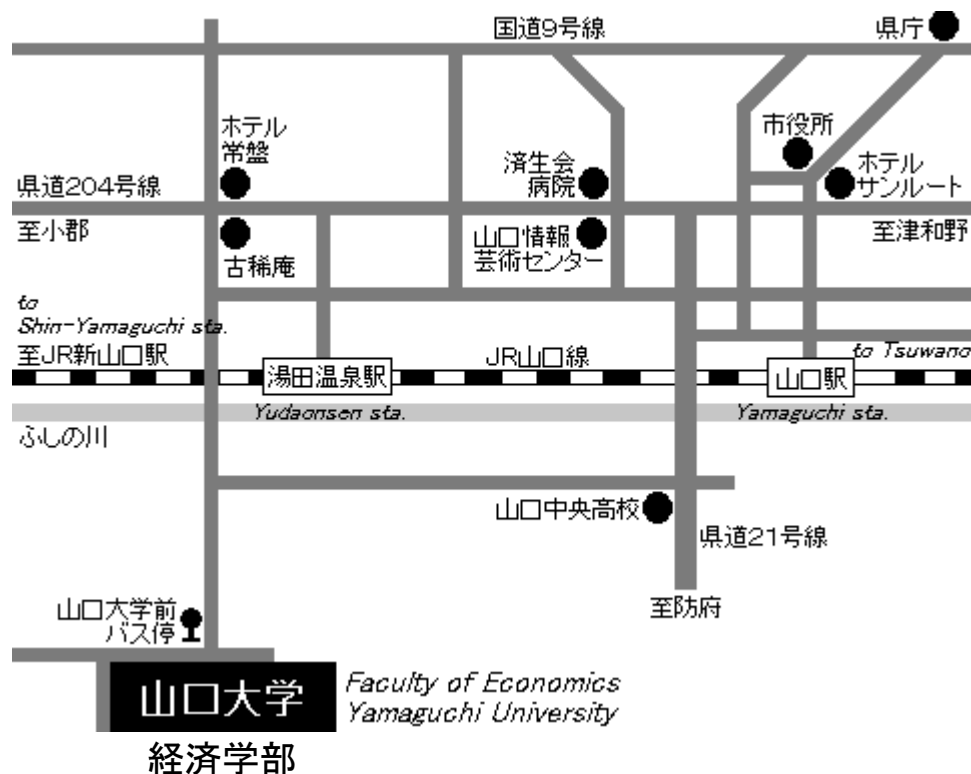 国道9号線
県庁
ホテル
常盤
市役所
済生会
病院
ホテル
サンルート
県道204号線
至小郡
古稀庵
山口情報
芸術センター
至津和野
to
Shin-Yamaguchi sta.
至JR新山口駅
JR山口線
to Tsuwano
湯田温泉駅
山口駅
Yudaonsen sta.
Yamaguchi sta.
ふしの川
山口中央高校
県道21号線
至防府
山口大学前
バス停
山口大学
Faculty of Economics
Yamaguchi University
経済学部